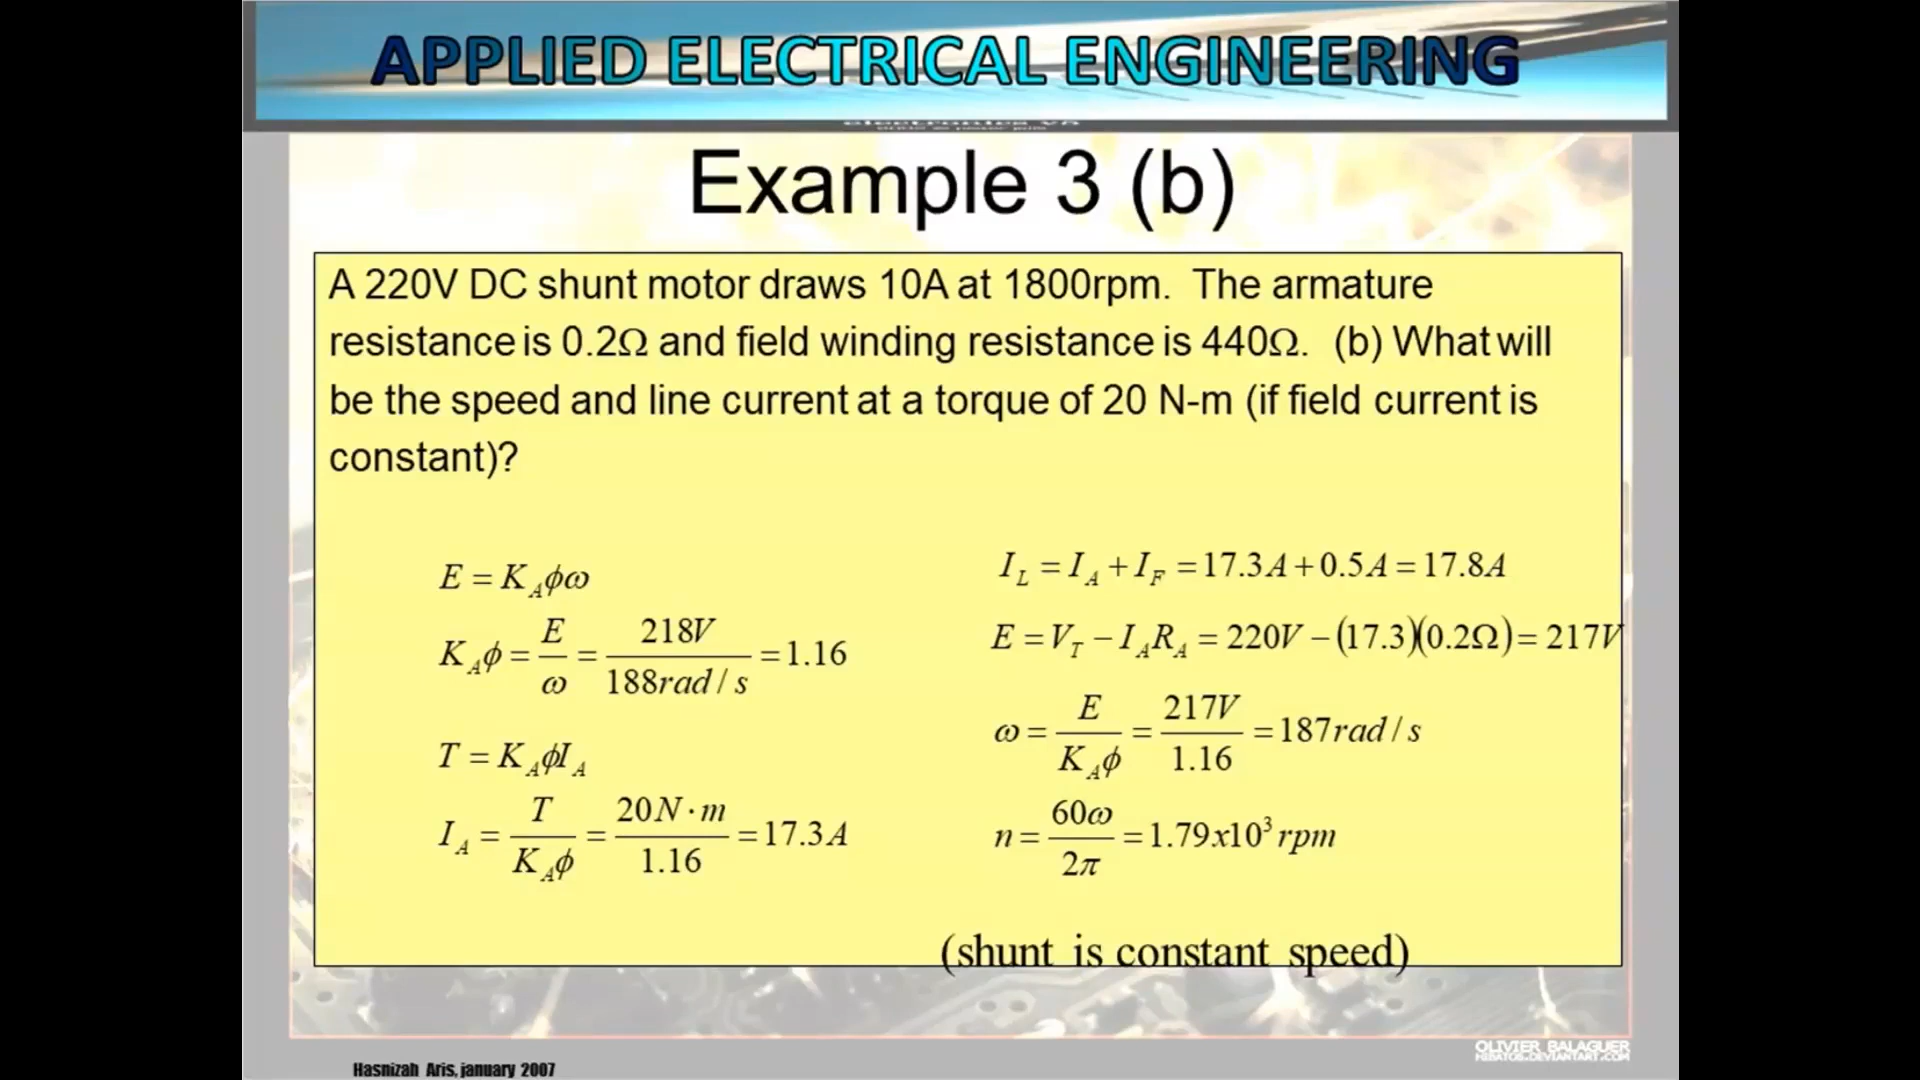 APPLIED ELECTRICAL ENGINEERING
Example 3 (b)
A 220V DC shunt motor draws 10A at 1800rpm. The armature
resistance is 0.2Ω and field winding resistance is 440Ω. (b) What will
be the speed and line current at a torque of 20 N-m (if field current is
constant)?
E = K_A ϕω
K_A ϕ = E/ω = 218V/188rad/s = 1.16
T = K_A ϕI_A
I_A = T/K_A ϕ = 20N·m/1.16 = 17.3A
I_L = I_A + I_F = 17.3A + 0.5A = 17.8A
E = V_T − I_A R_A = 220V − (17.3)(0.2Ω) = 217V
ω = E/K_A ϕ = 217V/1.16 = 187rad/s
n = 60ω/2π = 1.79x10³ rpm
(shunt is constant speed)
OLIVIER BALAGUER
Hasnizah Aris, january 2007